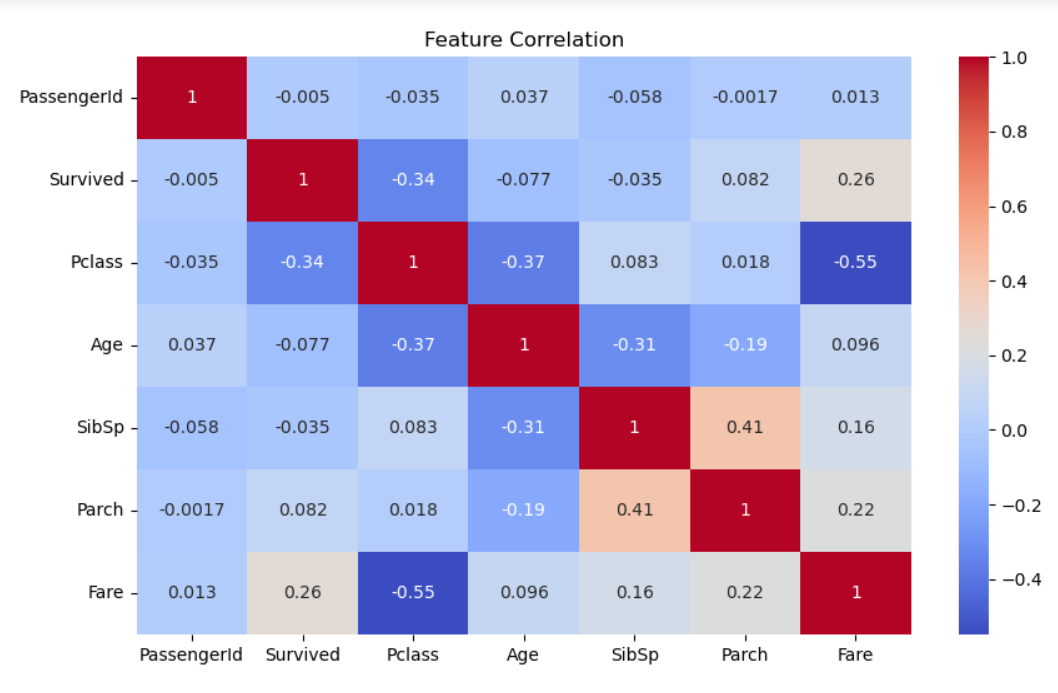 Feature Correlation
PassengerId 1 -0.005 -0.035 0.037 -0.058 -0.0017 0.013
Survived -0.005 1 -0.34 -0.077 -0.035 0.082 0.26
Pclass -0.035 -0.34 1 -0.37 0.083 0.018 -0.55
Age 0.037 -0.077 -0.37 1 -0.31 -0.19 0.096
SibSp -0.058 -0.035 0.083 -0.31 1 0.41 0.16
Parch -0.0017 0.082 0.018 -0.19 0.41 1 0.22
Fare 0.013 0.26 -0.55 0.096 0.16 0.22 1
PassengerId Survived Pclass Age SibSp Parch Fare
1.0
0.8
0.6
0.4
0.2
0.0
−0.2
−0.4